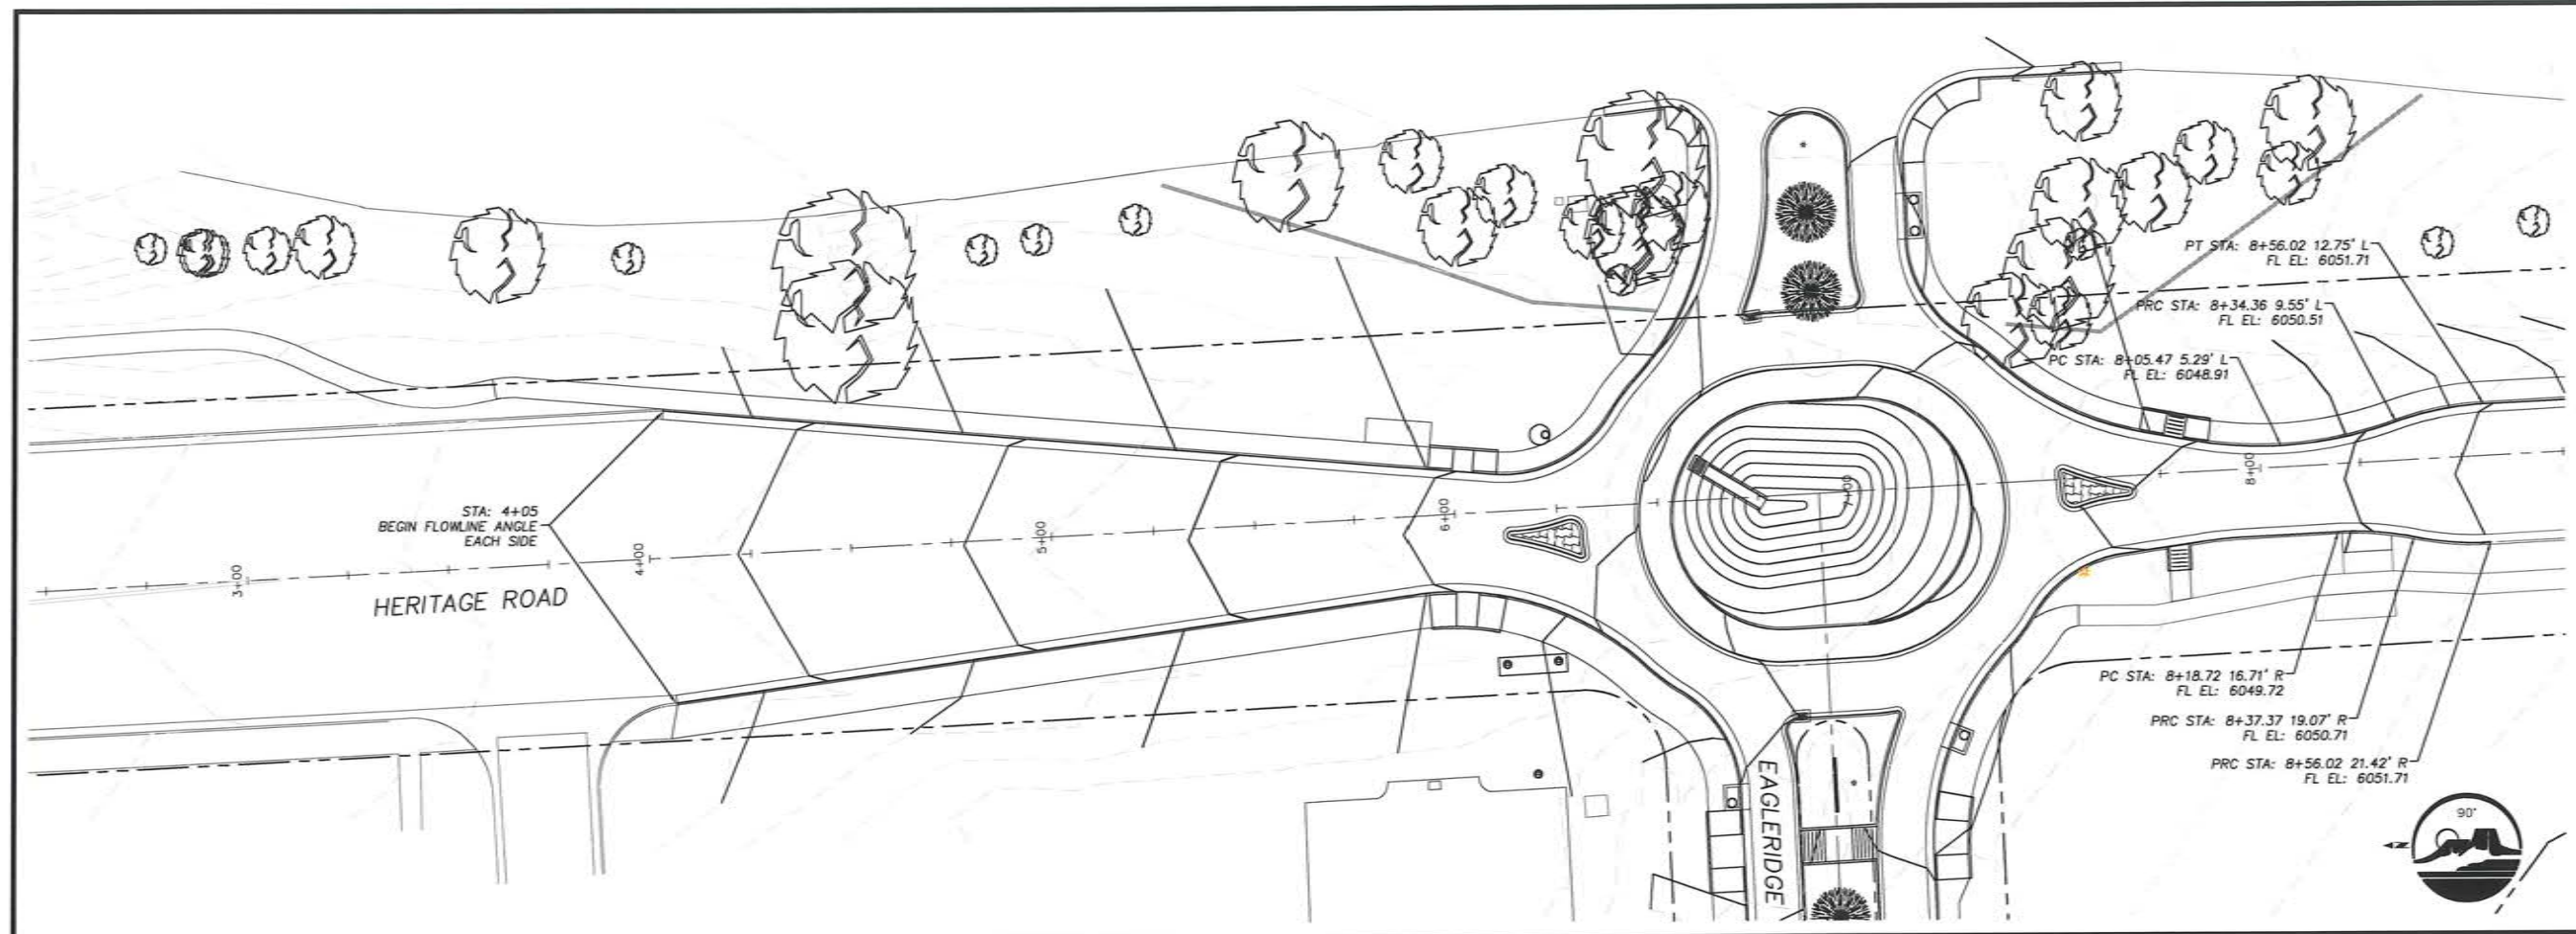 PT STA: 8+56.02 12.75' L
FL EL: 6051.71
PRC STA: 8+34.36 9.55' L
FL EL: 6050.51
PC STA: 8+05.47 5.29' L
FL EL: 6048.91
STA: 4+05
BEGIN FLOWLINE ANGLE
EACH SIDE
3+00
4+00
5+00
6+00
7+00
8+00
HERITAGE ROAD
PC STA: 8+18.72 16.71' R
FL EL: 6049.72
PRC STA: 8+37.37 19.07' R
FL EL: 6050.71
PRC STA: 8+56.02 21.42' R
FL EL: 6051.71
EAGLERIDGE
90'
N